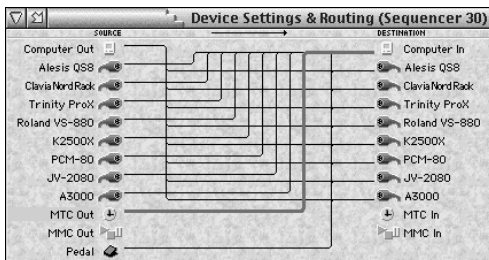 Device Settings & Routing (Sequencer 30)
SOURCE DESTINATION
Computer Out Computer In
Alesis QS8 Alesis QS8
Clavia Nord Rack Clavia Nord Rack
Trinity ProX Trinity ProX
Roland VS-880 Roland VS-880
K2500X K2500X
PCM-80 PCM-80
JV-2080 JV-2080
A3000 A3000
MTC Out MTC In
MMC Out MMC In
Pedal